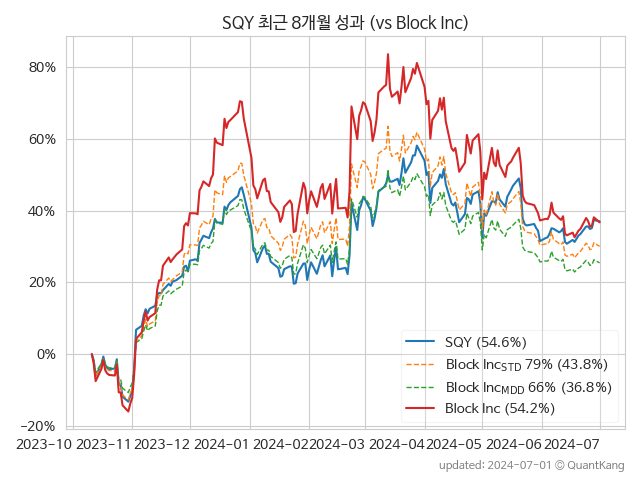 SQY 최근 8개월 성과 (vs Block Inc)
80%
60%
40%
20%
0%
−20%
SQY (54.6%)
Block Inc_STD 79% (43.8%)
Block Inc_MDD 66% (36.8%)
Block Inc (54.2%)
2023-10 2023-11 2023-12 2024-01 2024-02 2024-03 2024-04 2024-05 2024-06 2024-07
updated: 2024-07-01 © QuantKang